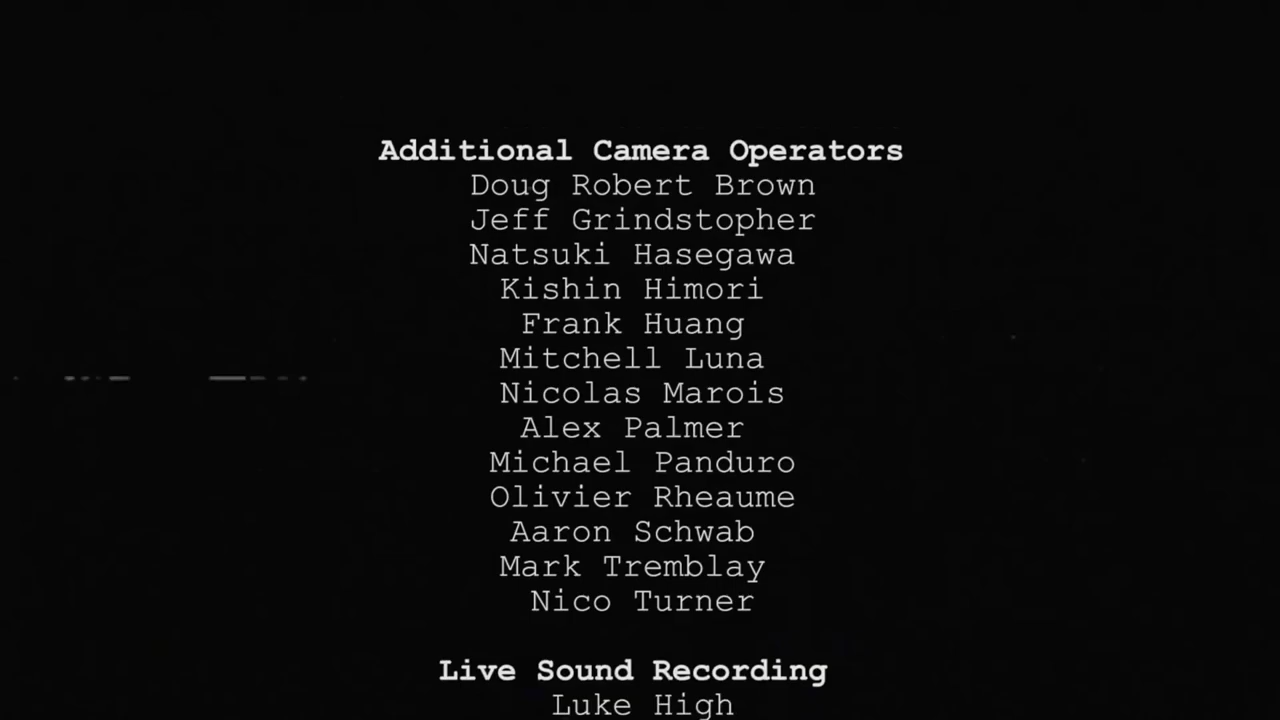 Additional Camera Operators
Doug Robert Brown
Jeff Grindstopher
Natsuki Hasegawa
Kishin Himori
Frank Huang
Mitchell Luna
Nicolas Marois
Alex Palmer
Michael Panduro
Olivier Rheaume
Aaron Schwab
Mark Tremblay
Nico Turner
Live Sound Recording
Luke High